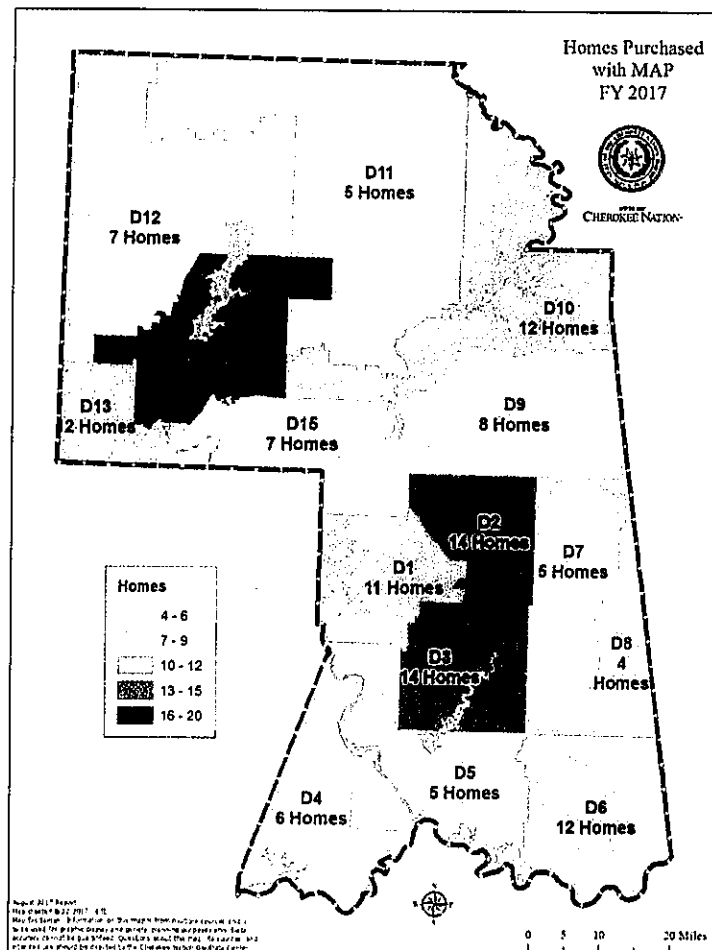 Homes Purchased
with MAP
FY 2017
CHEROKEE NATION
D11
5 Homes
D12
7 Homes
D10
12 Homes
D13
2 Homes
D9
8 Homes
D15
7 Homes
D2
14 Homes
D7
5 Homes
D1
11 Homes
D8
4
Homes
D3
14 Homes
Homes
4 - 6
7 - 9
10 - 12
13 - 15
16 - 20
D5
5 Homes
D4
6 Homes
D6
12 Homes
0 5 10 20 Miles